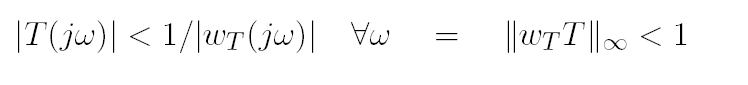 |T(jω)| < 1/|w_T(jω)| ∀ω = ‖w_T T‖_∞ < 1